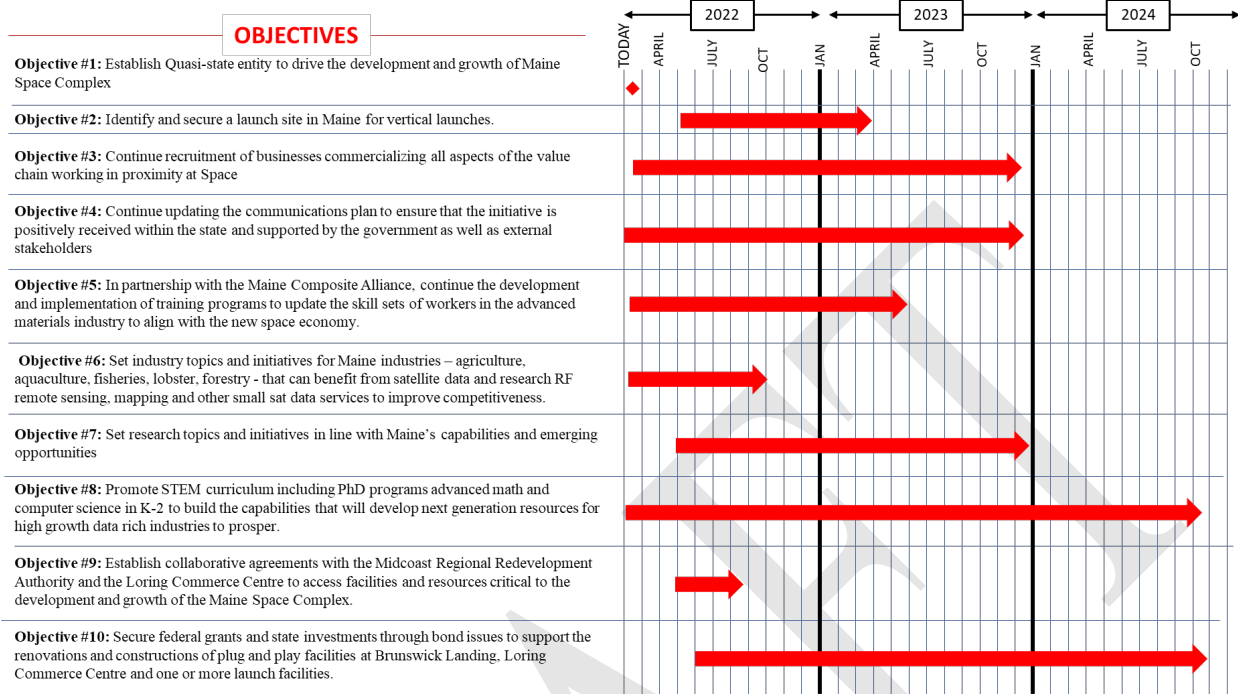 OBJECTIVES
2022 2023 2024
TODAY APRIL JULY OCT JAN APRIL JULY OCT JAN APRIL JULY OCT
Objective #1: Establish Quasi-state entity to drive the development and growth of Maine
Space Complex
Objective #2: Identify and secure a launch site in Maine for vertical launches.
Objective #3: Continue recruitment of businesses commercializing all aspects of the value
chain working in proximity at Space
Objective #4: Continue updating the communications plan to ensure that the initiative is
positively received within the state and supported by the government as well as external
stakeholders
Objective #5: In partnership with the Maine Composite Alliance, continue the development
and implementation of training programs to update the skill sets of workers in the advanced
materials industry to align with the new space economy.
Objective #6: Set industry topics and initiatives for Maine industries – agriculture,
aquaculture, fisheries, lobster, forestry - that can benefit from satellite data and research RF
remote sensing, mapping and other small sat data services to improve competitiveness.
Objective #7: Set research topics and initiatives in line with Maine’s capabilities and emerging
opportunities
Objective #8: Promote STEM curriculum including PhD programs advanced math and
computer science in K-2 to build the capabilities that will develop next generation resources for
high growth data rich industries to prosper.
Objective #9: Establish collaborative agreements with the Midcoast Regional Redevelopment
Authority and the Loring Commerce Centre to access facilities and resources critical to the
development and growth of the Maine Space Complex.
Objective #10: Secure federal grants and state investments through bond issues to support the
renovations and constructions of plug and play facilities at Brunswick Landing, Loring
Commerce Centre and one or more launch facilities.